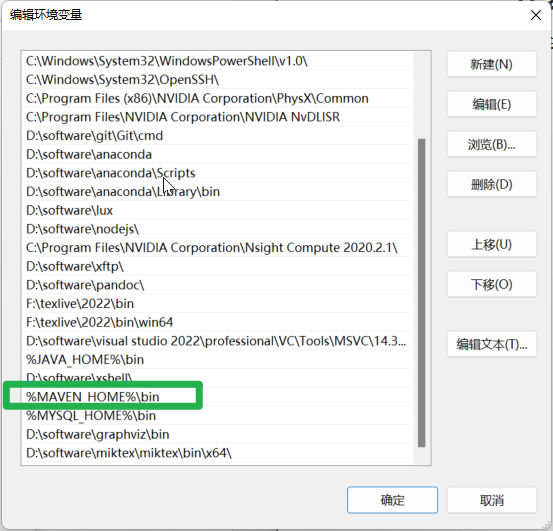 编辑环境变量
C:\Windows\System32\WindowsPowerShell\v1.0\
C:\Windows\System32\OpenSSH\
C:\Program Files (x86)\NVIDIA Corporation\PhysX\Common
C:\Program Files\NVIDIA Corporation\NVIDIA NvDLISR
D:\software\git\Git\cmd
D:\software\anaconda
D:\software\anaconda\Scripts
D:\software\anaconda\Library\bin
D:\software\lux
D:\software\nodejs\
C:\Program Files\NVIDIA Corporation\Nsight Compute 2020.2.1\
D:\software\xftp\
D:\software\pandoc\
F:\texlive\2022\bin
F:\texlive\2022\bin\win64
D:\software\visual studio 2022\professional\VC\Tools\MSVC\14.3...
%JAVA_HOME%\bin
D:\software\xshell\
%MAVEN_HOME%\bin
%MYSQL_HOME%\bin
D:\software\graphviz\bin
D:\software\miktex\miktex\bin\x64\
新建(N)
编辑(E)
浏览(B)...
删除(D)
上移(U)
下移(O)
编辑文本(T)...
确定
取消